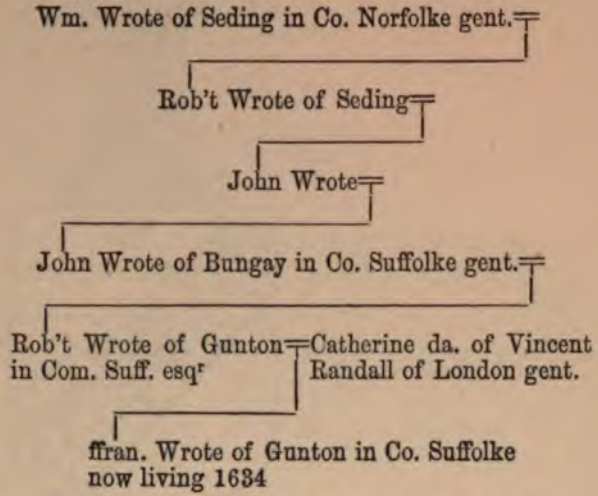 Wm. Wrote of Seding in Co. Norfolke gent.
Rob't Wrote of Seding
John Wrote
John Wrote of Bungay in Co. Suffolke gent.
Rob't Wrote of Gunton=Catherine da. of Vincent
in Com. Suff. esqʳ Randall of London gent.
ffran. Wrote of Gunton in Co. Suffolke
now living 1634